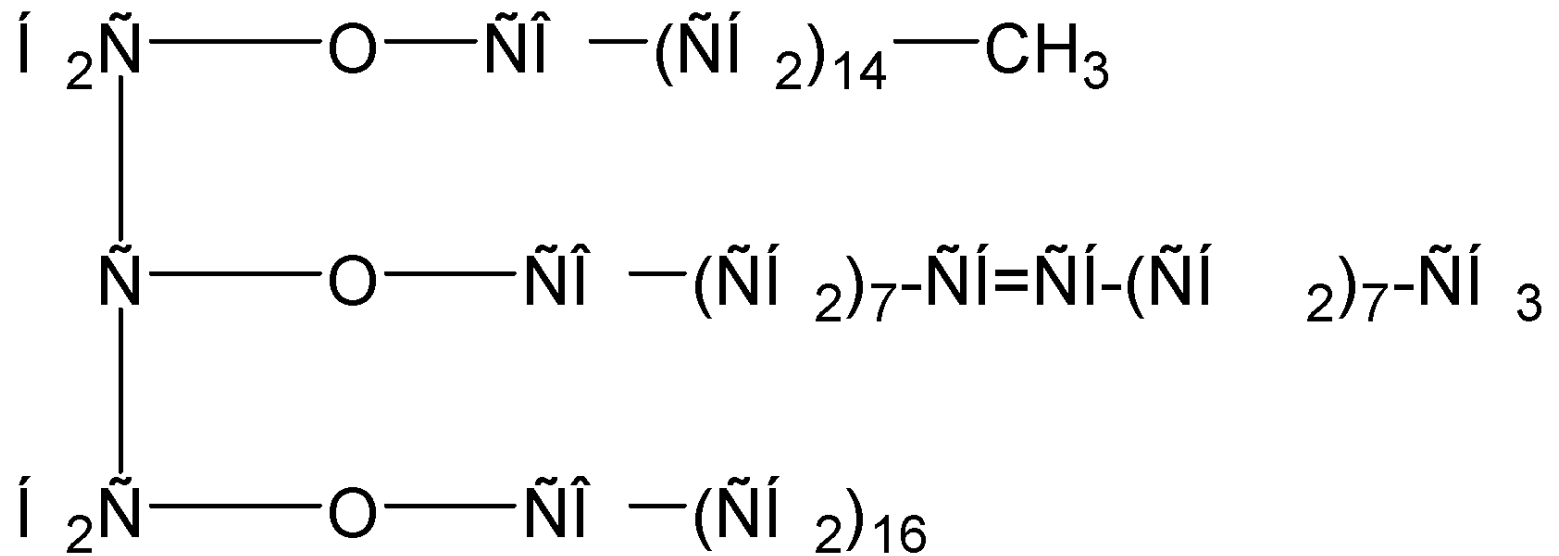 Í 2Ñ—O—ÑÎ—(ÑÍ 2)14—CH3
Ñ—O—ÑÎ—(ÑÍ 2)7-ÑÍ=ÑÍ-(ÑÍ 2)7-ÑÍ 3
Í 2Ñ—O—ÑÎ—(ÑÍ 2)16